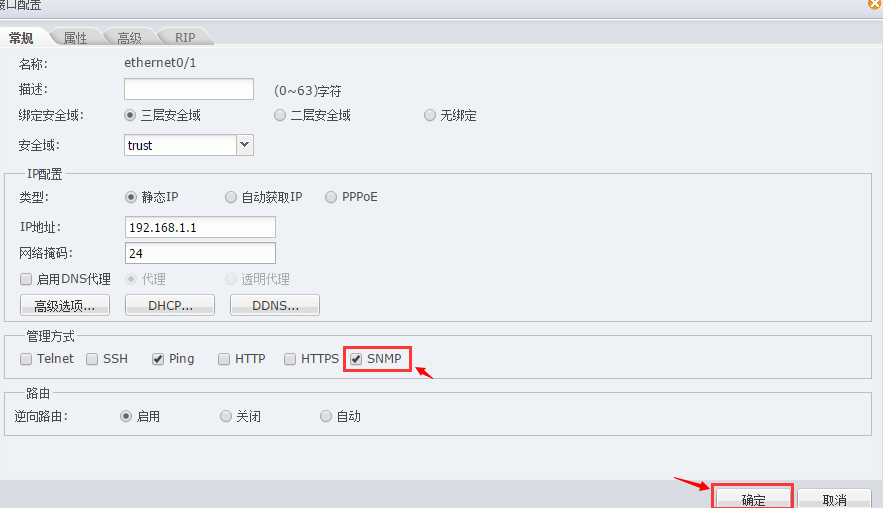 接口配置
常规 属性 高级 RIP
名称: ethernet0/1
描述: (0~63)字符
绑定安全域: 三层安全域 二层安全域 无绑定
安全域: trust
IP配置
类型: 静态IP 自动获取IP PPPoE
IP地址: 192.168.1.1
网络掩码: 24
启用DNS代理 代理 透明代理
高级选项... DHCP... DDNS...
管理方式
Telnet SSH Ping HTTP HTTPS SNMP
路由
逆向路由: 启用 关闭 自动
确定 取消